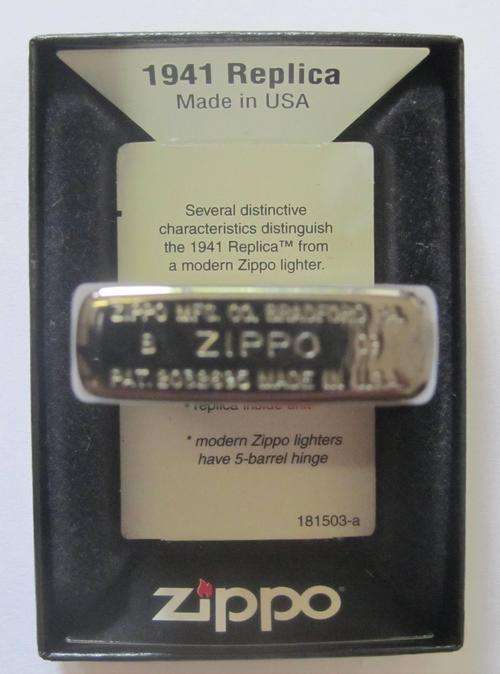 1941 Replica
Made in USA
Several distinctive
characteristics distinguish
the 1941 Replica™ from
a modern Zippo lighter.
ZIPPO MFG. CO. BRADFORD PA.
B ZIPPO
PAT. 2032695 MADE IN U.S.A.
* replica inside unit
* modern Zippo lighters
have 5-barrel hinge
181503-a
zippo